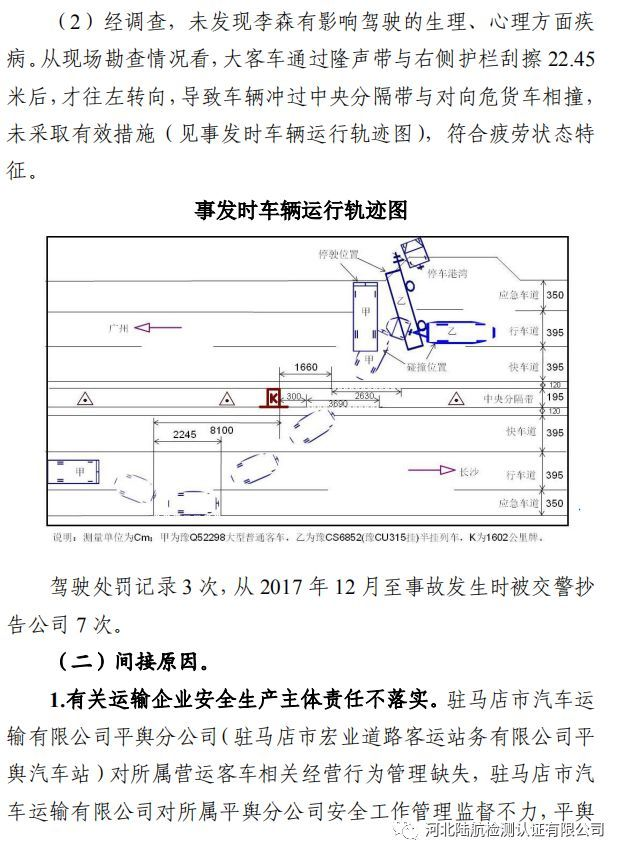 （2）经调查，未发现李森有影响驾驶的生理、心理方面疾
病。从现场勘查情况看，大客车通过隆声带与右侧护栏刮擦 22.45
米后，才往左转向，导致车辆冲过中央分隔带与对向危货车相撞，
未采取有效措施（见事发时车辆运行轨迹图），符合疲劳状态特
征。
事发时车辆运行轨迹图
停驶位置
停车港湾
应急车道 350
甲
乙
广州
乙
行车道 395
甲
碰撞位置
快车道 395
1660
120
K
300
2630
中央分隔带 195
3690
120
8100
快车道 395
2245
甲
长沙
行车道 395
应急车道 350
说明：测量单位为Cm；甲为豫Q52298大型普通客车，乙为豫CS6852(豫CU315挂)半挂列车，K为1602公里牌。
驾驶处罚记录 3 次，从 2017 年 12 月至事故发生时被交警抄
告公司 7 次。
（二）间接原因。
1.有关运输企业安全生产主体责任不落实。驻马店市汽车运
输有限公司平舆分公司（驻马店市宏业道路客运站务有限公司平
舆汽车站）对所属营运客车相关经营行为管理缺失，驻马店市汽
车运输有限公司对所属平舆分公司安全工作管理监督不力，平舆
河北陆航检测认证有限公司